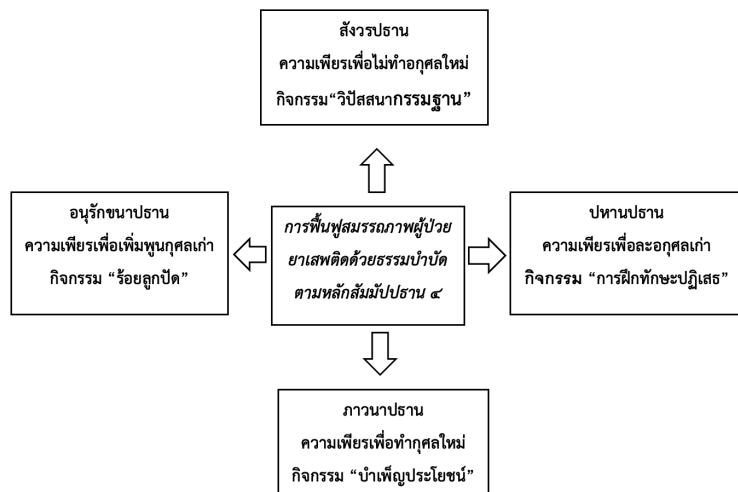 สังวรปธาน
ความเพียรเพื่อไม่ทำอกุศลใหม่
กิจกรรม“วิปัสสนากรรมฐาน”
อนุรักขนาปธาน
ความเพียรเพื่อเพิ่มพูนกุศลเก่า
กิจกรรม “ร้อยลูกปัด”
การฟื้นฟูสมรรถภาพผู้ป่วย
ยาเสพติดด้วยธรรมบำบัด
ตามหลักสัมมัปปธาน ๔
ปหานปธาน
ความเพียรเพื่อละอกุศลเก่า
กิจกรรม “การฝึกทักษะปฏิเสธ”
ภาวนาปธาน
ความเพียรเพื่อทำกุศลใหม่
กิจกรรม “บำเพ็ญประโยชน์”